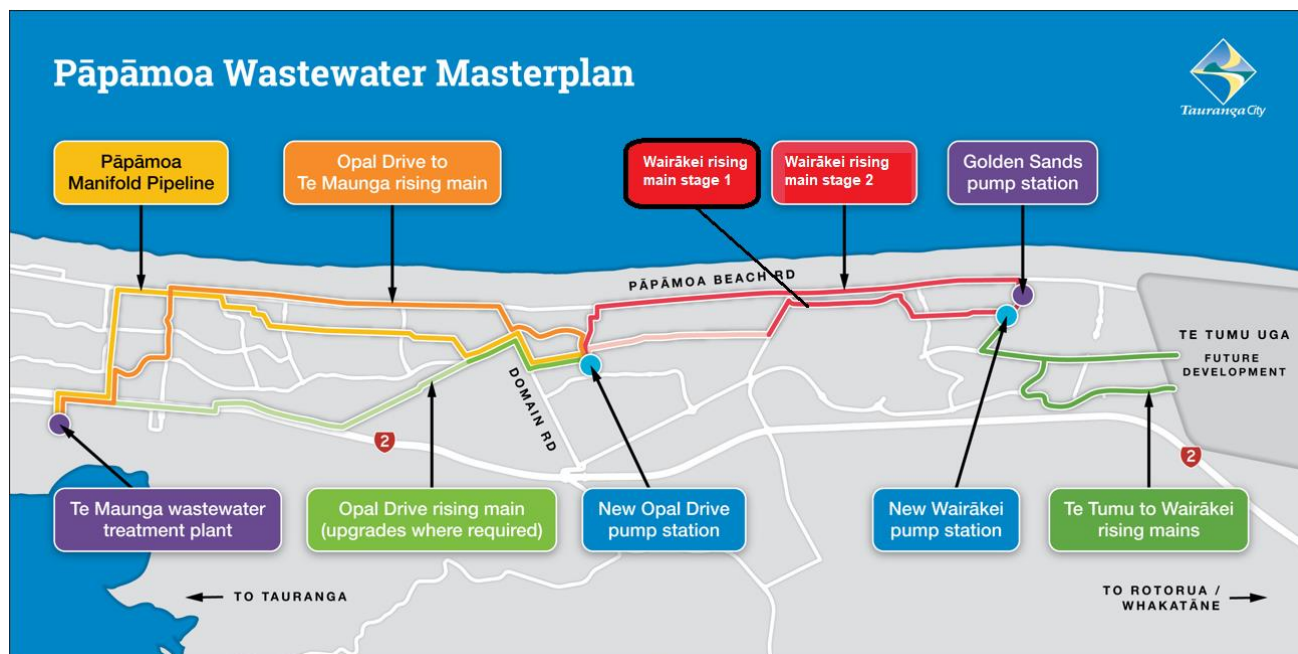 Pāpāmoa Wastewater Masterplan
Tauranga City
Pāpāmoa
Manifold Pipeline
Opal Drive to
Te Maunga rising main
Wairākei rising
main stage 1
Wairākei rising
main stage 2
Golden Sands
pump station
PĀPĀMOA BEACH RD
TE TUMU UGA
FUTURE
DEVELOPMENT
DOMAIN RD
2
2
Te Maunga wastewater
treatment plant
Opal Drive rising main
(upgrades where required)
New Opal Drive
pump station
New Wairākei
pump station
Te Tumu to Wairākei
rising mains
TO TAURANGA
TO ROTORUA /
WHAKATĀNE